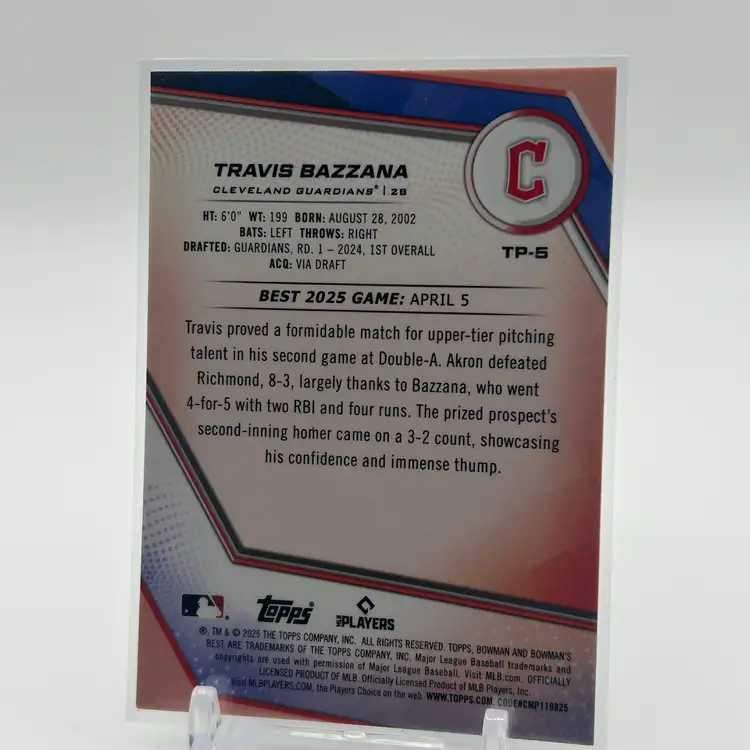 C
TRAVIS BAZZANA
CLEVELAND GUARDIANS® | 2B
TP-5
HT: 6'0" WT: 199 BORN: AUGUST 28, 2002
BATS: LEFT THROWS: RIGHT
DRAFTED: GUARDIANS, RD. 1 – 2024, 1ST OVERALL
ACQ: VIA DRAFT
BEST 2025 GAME: APRIL 5
Travis proved a formidable match for upper-tier pitching
talent in his second game at Double-A. Akron defeated
Richmond, 8-3, largely thanks to Bazzana, who went
4-for-5 with two RBI and four runs. The prized prospect's
second-inning homer came on a 3-2 count, showcasing
his confidence and immense thump.
Topps®
MLB PLAYERS
®, TM & © 2025 THE TOPPS COMPANY, INC. ALL RIGHTS RESERVED. TOPPS, BOWMAN AND BOWMAN'S
BEST ARE TRADEMARKS OF THE TOPPS COMPANY, INC. Major League Baseball trademarks and
copyrights are used with permission of Major League Baseball. Visit MLB.com. OFFICIALLY
LICENSED PRODUCT OF MLB. Officially Licensed Product of MLB Players, Inc.
Visit MLBPLAYERS.COM, the Players Choice on the web. WWW.TOPPS.COM. CODE#CMP119825